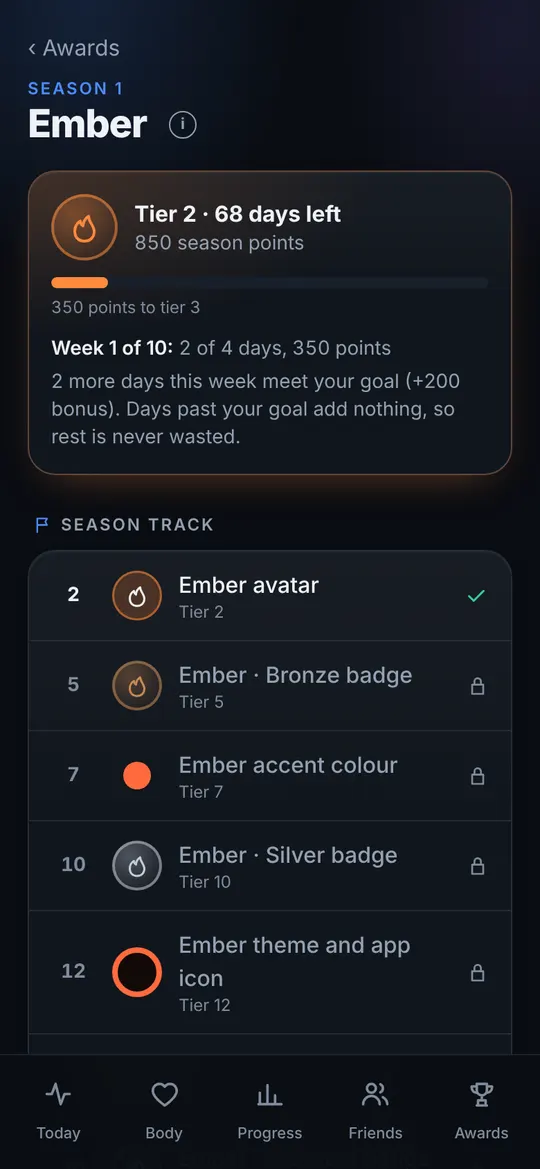 ‹ Awards
SEASON 1
Ember
i
Tier 2 · 68 days left
850 season points
350 points to tier 3
Week 1 of 10: 2 of 4 days, 350 points
2 more days this week meet your goal (+200
bonus). Days past your goal add nothing, so
rest is never wasted.
SEASON TRACK
2
Ember avatar
Tier 2
5
Ember · Bronze badge
Tier 5
7
Ember accent colour
Tier 7
10
Ember · Silver badge
Tier 10
12
Ember theme and app
icon
Tier 12
Today
Body
Progress
Friends
Awards